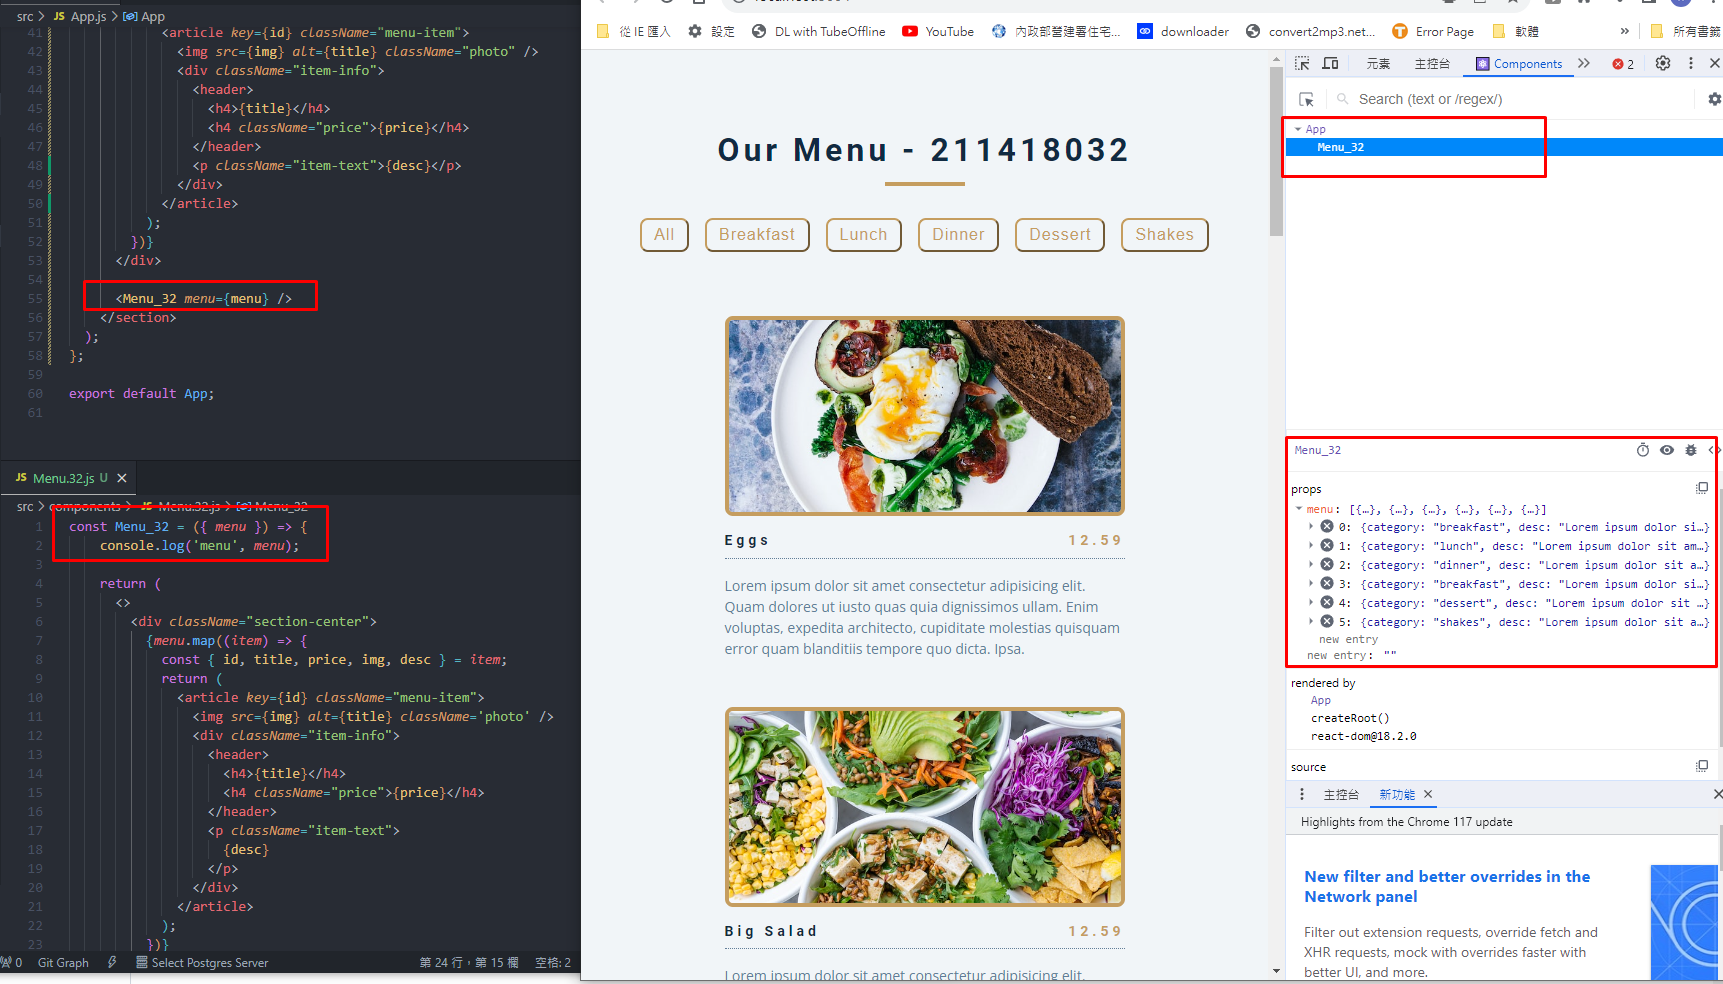 src > JS App.js > App
41 <article key={id} className="menu-item">
42 <img src={img} alt={title} className="photo" />
43 <div className="item-info">
44 <header>
45 <h4>{title}</h4>
46 <h4 className="price">{price}</h4>
47 </header>
48 <p className="item-text">{desc}</p>
49 </div>
50 </article>
51 );
52 })}
53 </div>
54
55 <Menu_32 menu={menu} />
56 </section>
57 );
58 };
59
60 export default App;
61
JS Menu.32.js U ✕
src > components > JS Menu.32.js > Menu_32
1 const Menu_32 = ({ menu }) => {
2 console.log('menu', menu);
3
4 return (
5 <>
6 <div className="section-center">
7 {menu.map((item) => {
8 const { id, title, price, img, desc } = item;
9 return (
10 <article key={id} className="menu-item">
11 <img src={img} alt={title} className='photo' />
12 <div className="item-info">
13 <header>
14 <h4>{title}</h4>
15 <h4 className="price">{price}</h4>
16 </header>
17 <p className="item-text">
18 {desc}
19 </p>
20 </div>
21 </article>
22 );
23 })}
0 Git Graph Select Postgres Server 第 24 行，第 15 欄 空格: 2
從 IE 匯入 設定 DL with TubeOffline YouTube 內政部營建署住宅... downloader convert2mp3.net... Error Page 軟體 » 所有書籤
Our Menu - 211418032
All Breakfast Lunch Dinner Dessert Shakes
Eggs 12.59
Lorem ipsum dolor sit amet consectetur adipisicing elit.
Quam dolores ut iusto quas quia dignissimos ullam. Enim
voluptas, expedita architecto, cupiditate molestias quisquam
error quam blanditiis tempore quo dicta. Ipsa.
Big Salad 12.59
Lorem ipsum dolor sit amet consectetur adipisicing elit.
元素 主控台 Components » 2
Search (text or /regex/)
App
Menu_32
Menu_32
props
menu: [{…}, {…}, {…}, {…}, {…}, {…}]
0: {category: "breakfast", desc: "Lorem ipsum dolor si…}
1: {category: "lunch", desc: "Lorem ipsum dolor sit am…}
2: {category: "dinner", desc: "Lorem ipsum dolor sit a…}
3: {category: "breakfast", desc: "Lorem ipsum dolor si…}
4: {category: "dessert", desc: "Lorem ipsum dolor sit …}
5: {category: "shakes", desc: "Lorem ipsum dolor sit a…}
new entry
new entry: ""
rendered by
App
createRoot()
react-dom@18.2.0
source
主控台 新功能 ✕
Highlights from the Chrome 117 update
New filter and better overrides in the
Network panel
Filter out extension requests, override fetch and
XHR requests, mock with overrides faster with
better UI, and more.